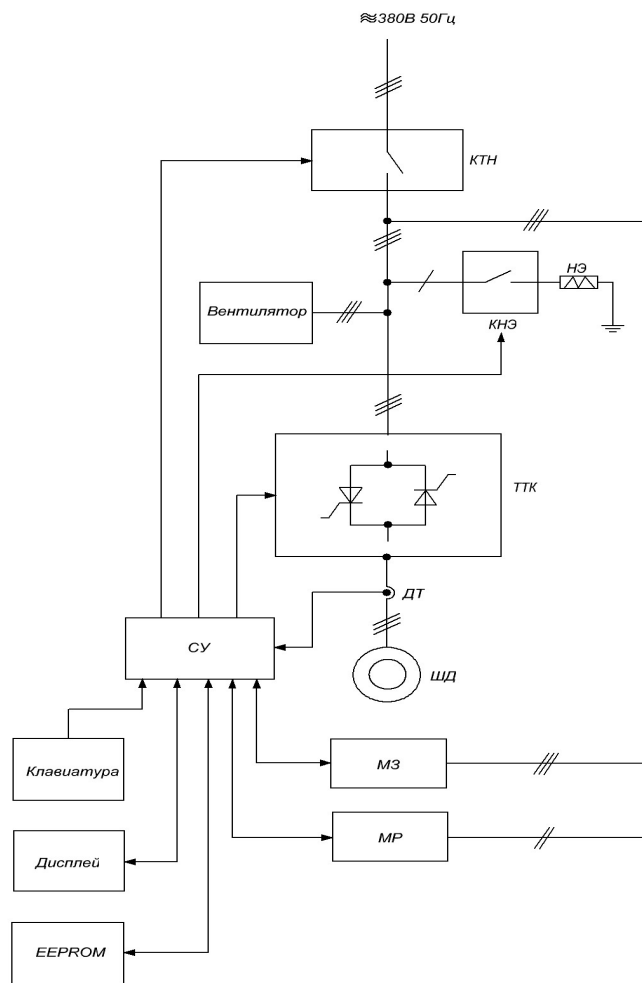 ≋380В 50Гц
КТН
НЭ
Вентилятор
КНЭ
ТТК
ДТ
СУ
ШД
Клавиатура
МЗ
МР
Дисплей
EEPROM